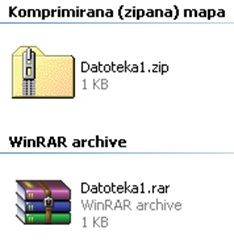 Komprimirana (zipana) mapa
Datoteka1.zip
1 KB
WinRAR archive
Datoteka1.rar
WinRAR archive
1 KB